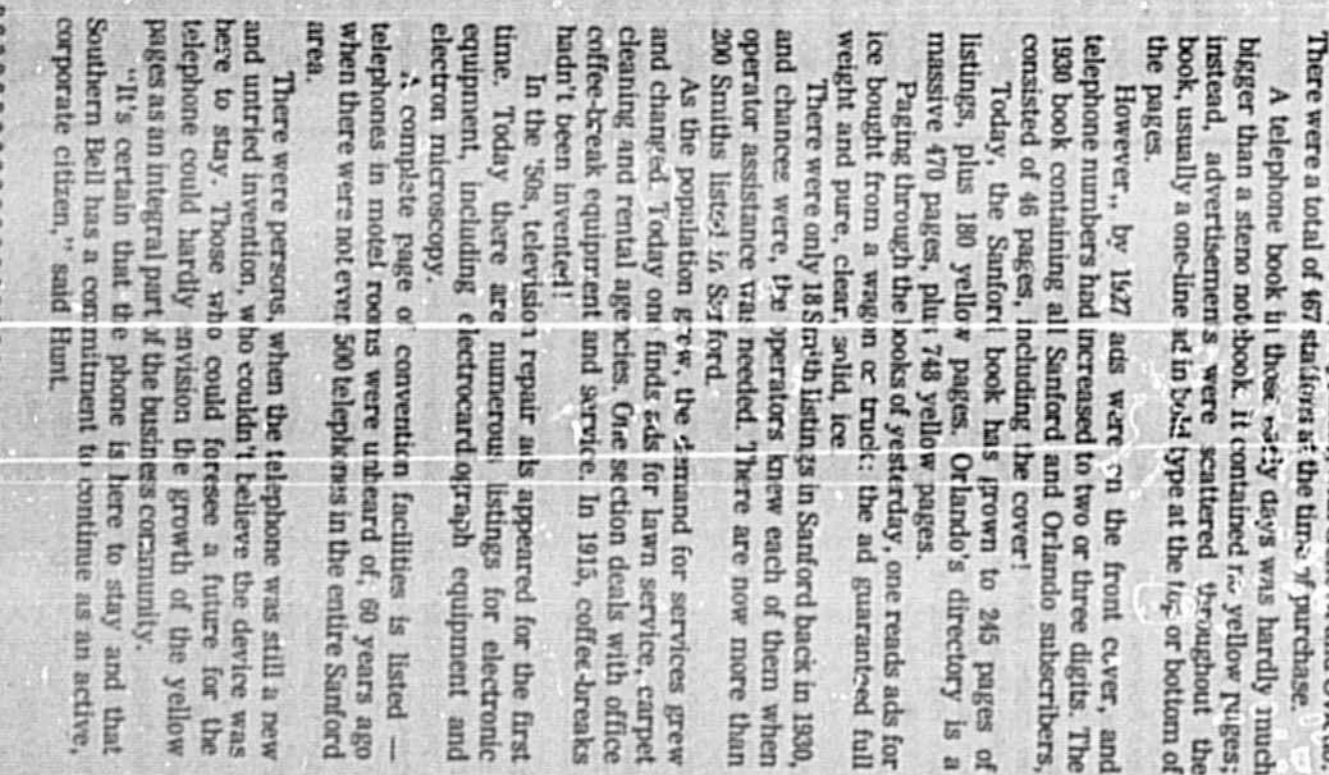 There were a total of 467 stations at the time of purchase.
A telephone book in those early days was hardly much
bigger than a steno notebook. it contained no yellow pages;
instead, advertisements were scattered throughout the
book, usually a one-line ad in bold type at the top or bottom of
the pages.
However,, by 1927 ads were on the front cover, and
telephone numbers had increased to two or three digits. The
1930 book containing all Sanford and Orlando subscribers,
consisted of 46 pages, including the cover!
Today, the Sanford book has grown to 245 pages of
listings, plus 180 yellow pages. Orlando's directory is a
massive 470 pages, plus 748 yellow pages.
Paging through the books of yesterday, one reads ads for
ice bought from a wagon or truck: the ad guaranteed full
weight and pure, clear, solid, ice
There were only 18 Smith listings in Sanford back in 1930,
and chances were, the operators knew each of them when
operator assistance was needed. There are now more than
200 Smiths listed in Sanford.
As the population grew, the demand for services grew
and changed. Today one finds ads for lawn service, carpet
cleaning and rental agencies. One section deals with office
coffee-break equipment and service. In 1915, coffee-breaks
hadn't been invented!
In the '50s, television repair ads appeared for the first
time. Today there are numerous listings for electronic
equipment, including electrocardiograph equipment and
electron microscopy.
A complete page of convention facilities is listed —
telephones in motel rooms were unheard of, 60 years ago
when there were not ever 500 telephones in the entire Sanford
area.
There were persons, when the telephone was still a new
and untried invention, who couldn't believe the device was
here to stay. Those who could foresee a future for the
telephone could hardly envision the growth of the yellow
pages as an integral part of the business community.
"It's certain that the phone is here to stay and that
Southern Bell has a commitment to continue as an active,
corporate citizen," said Hunt.